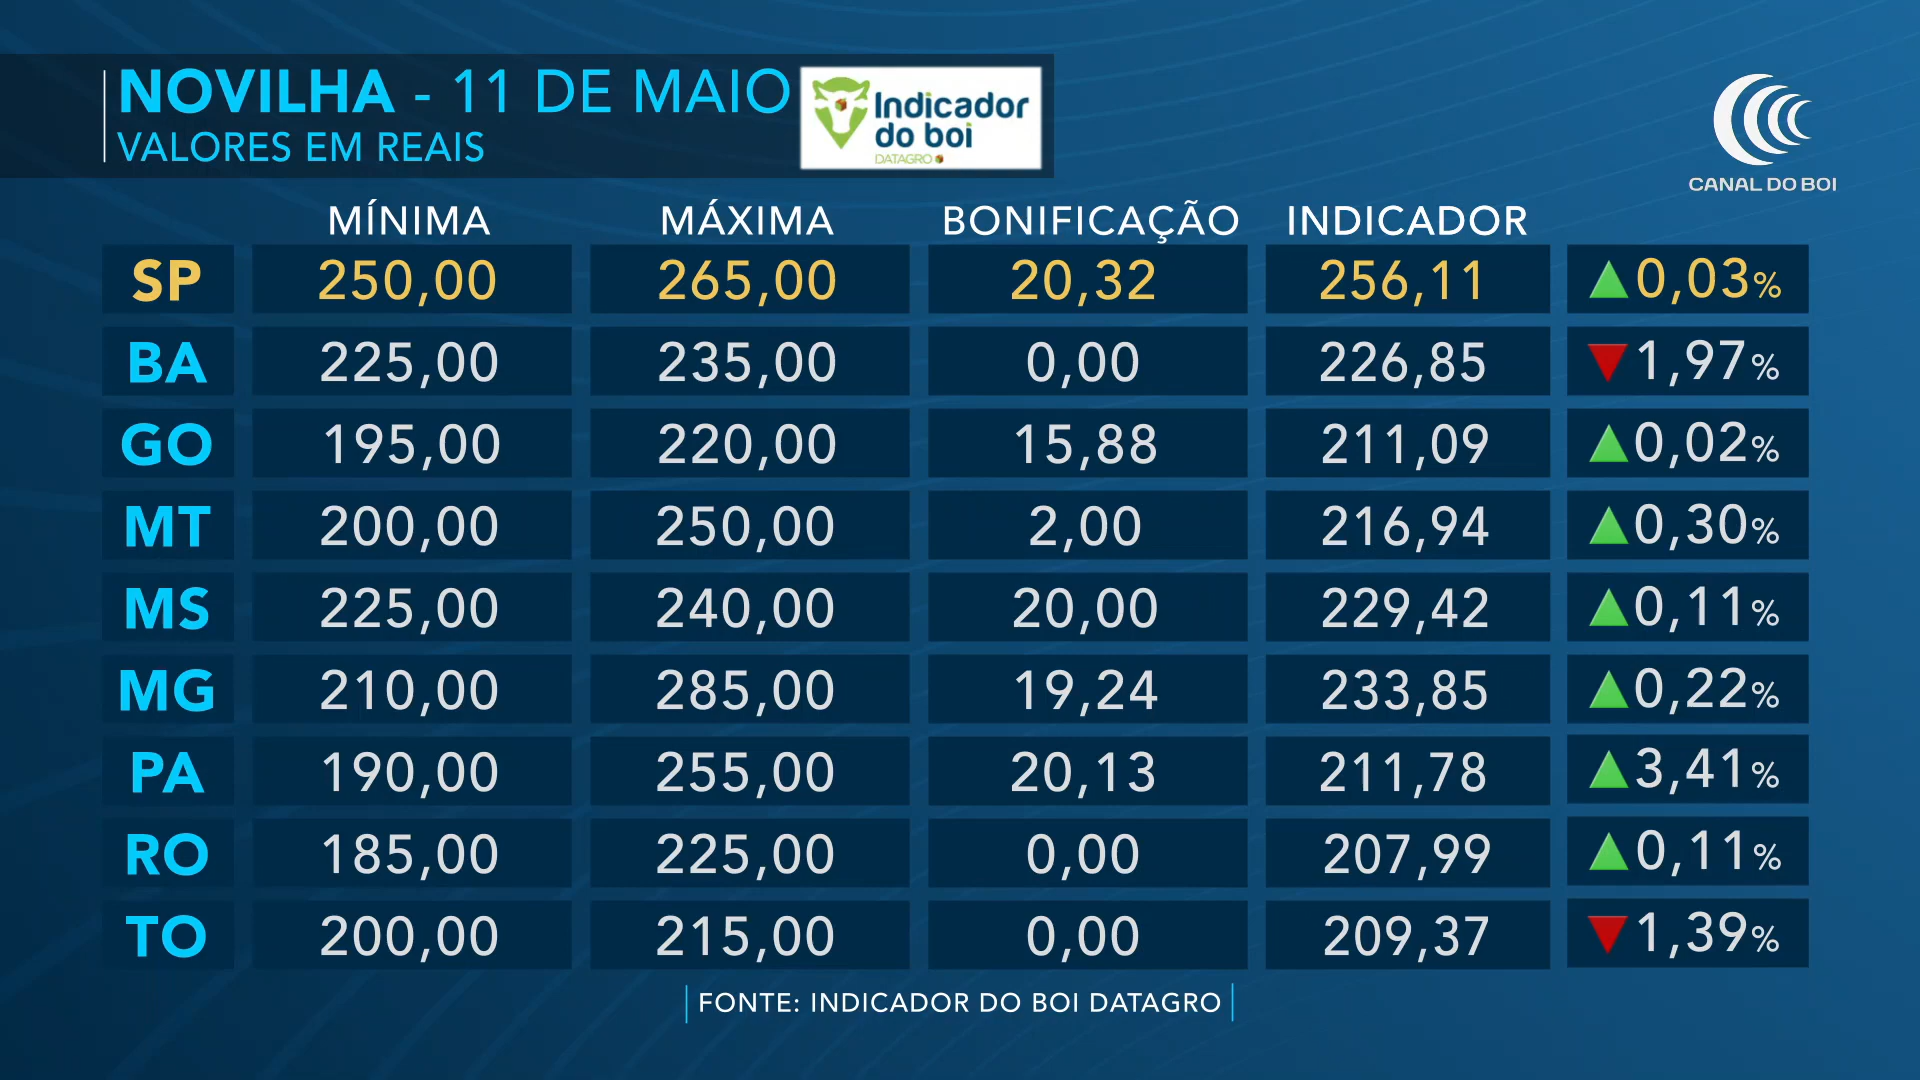 NOVILHA - 11 DE MAIO
VALORES EM REAIS
Indicador
do boi
DATAGRO
CANAL DO BOI
MÍNIMA MÁXIMA BONIFICAÇÃO INDICADOR
SP 250,00 265,00 20,32 256,11 0,03%
BA 225,00 235,00 0,00 226,85 1,97%
GO 195,00 220,00 15,88 211,09 0,02%
MT 200,00 250,00 2,00 216,94 0,30%
MS 225,00 240,00 20,00 229,42 0,11%
MG 210,00 285,00 19,24 233,85 0,22%
PA 190,00 255,00 20,13 211,78 3,41%
RO 185,00 225,00 0,00 207,99 0,11%
TO 200,00 215,00 0,00 209,37 1,39%
FONTE: INDICADOR DO BOI DATAGRO